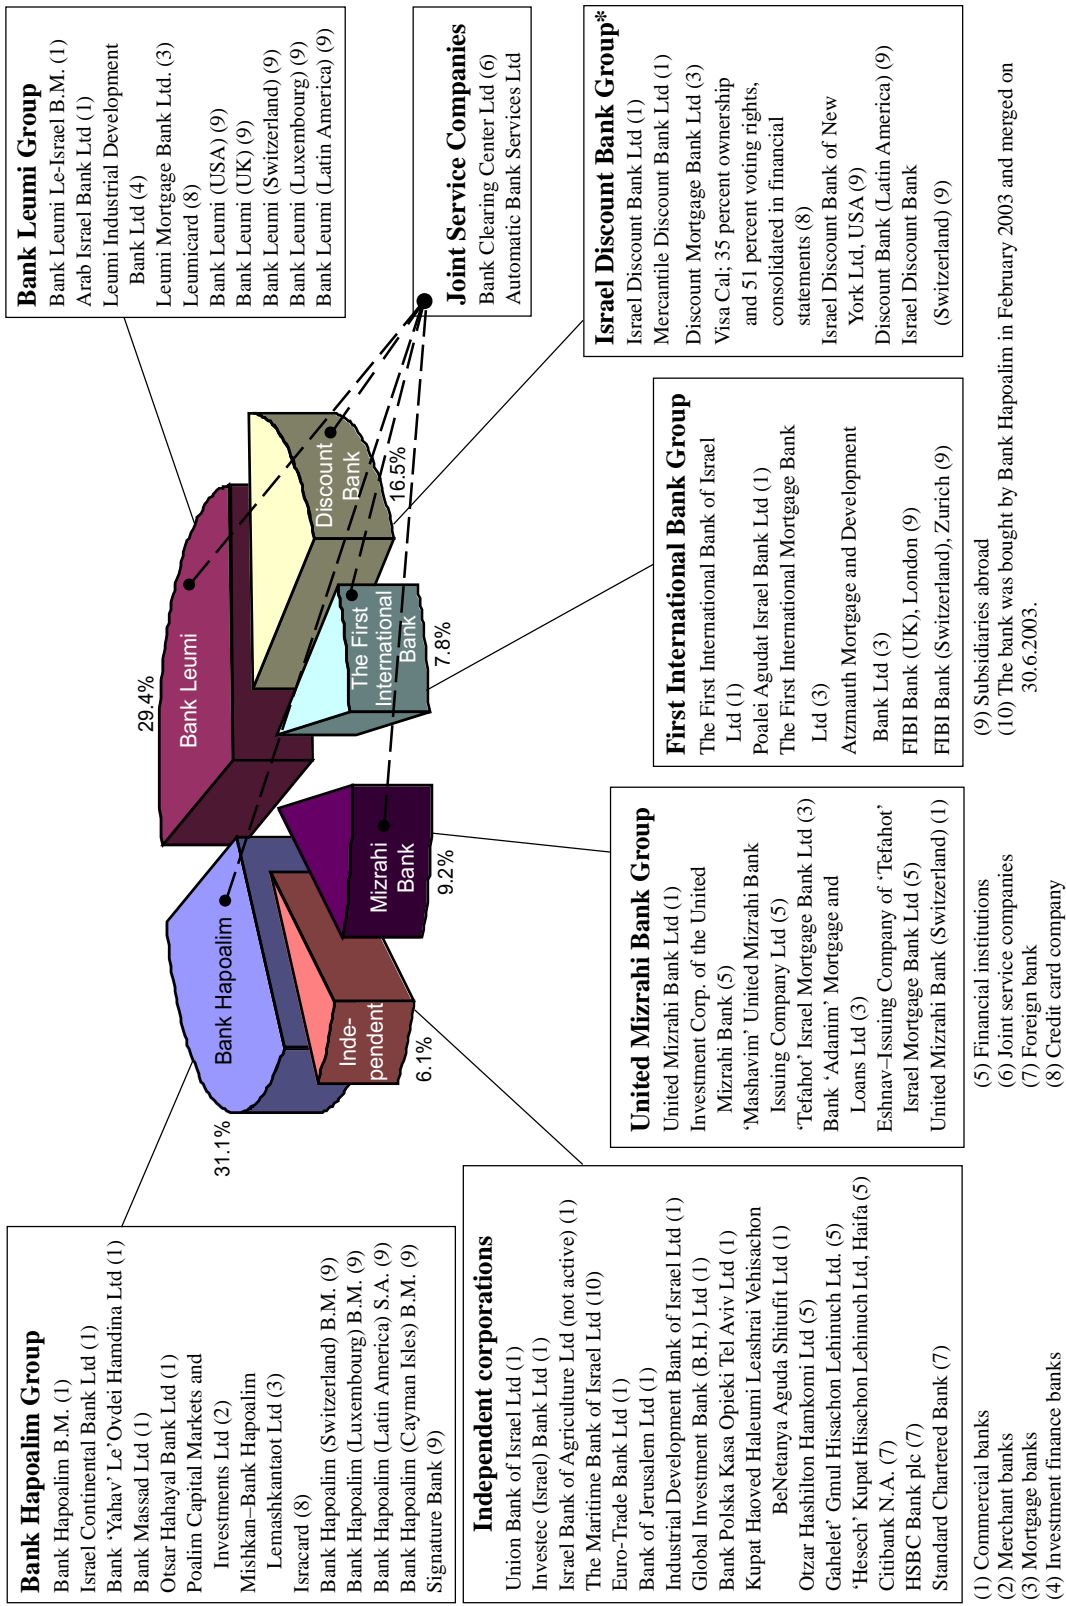 Bank Hapoalim Group
Bank Hapoalim B.M. (1)
Israel Continental Bank Ltd (1)
Bank ‘Yahav’ Le’Ovdei Hamdina Ltd (1)
Bank Massad Ltd (1)
Otsar Hahayal Bank Ltd (1)
Poalim Capital Markets and
Investments Ltd (2)
Mishkan–Bank Hapoalim
Lemashkantaot Ltd (3)
Isracard (8)
Bank Hapoalim (Switzerland) B.M. (9)
Bank Hapoalim (Luxembourg) B.M. (9)
Bank Hapoalim (Latin America) S.A. (9)
Bank Hapoalim (Cayman Isles) B.M. (9)
Signature Bank (9)
31.1%
Bank Hapoalim
29.4%
Bank Leumi
Discount
Bank
16.5%
The First
International
Bank
7.8%
Mizrahi
Bank
9.2%
Inde-
pendent
6.1%
Bank Leumi Group
Bank Leumi Le-Israel B.M. (1)
Arab Israel Bank Ltd (1)
Leumi Industrial Development
Bank Ltd (4)
Leumi Mortgage Bank Ltd. (3)
Leumicard (8)
Bank Leumi (USA) (9)
Bank Leumi (UK) (9)
Bank Leumi (Switzerland) (9)
Bank Leumi (Luxembourg) (9)
Bank Leumi (Latin America) (9)
Joint Service Companies
Bank Clearing Center Ltd (6)
Automatic Bank Services Ltd
Independent corporations
Union Bank of Israel Ltd (1)
Investec (Israel) Bank Ltd (1)
Israel Bank of Agriculture Ltd (not active) (1)
The Maritime Bank of Israel Ltd (10)
Euro-Trade Bank Ltd (1)
Bank of Jerusalem Ltd (1)
Industrial Development Bank of Israel Ltd (1)
Global Investment Bank (B.H.) Ltd (1)
Bank Polska Kasa Opieki Tel Aviv Ltd (1)
Kupat Haoved Haleumi Leashrai Vehisachon
BeNetanya Aguda Shitufit Ltd (1)
Otzar Hashilton Hamkomi Ltd (5)
Gahelet’ Gmul Hisachon Lehinuch Ltd. (5)
‘Hesech’ Kupat Hisachon Lehinuch Ltd, Haifa (5)
Citibank N.A. (7)
HSBC Bank plc (7)
Standard Chartered Bank (7)
United Mizrahi Bank Group
United Mizrahi Bank Ltd (1)
Investment Corp. of the United
Mizrahi Bank (5)
‘Mashavim’ United Mizrahi Bank
Issuing Company Ltd (5)
‘Tefahot’ Israel Mortgage Bank Ltd (3)
Bank ‘Adanim’ Mortgage and
Loans Ltd (3)
Eshnav–Issuing Company of ‘Tefahot’
Israel Mortgage Bank Ltd (5)
United Mizrahi Bank (Switzerland) (1)
First International Bank Group
The First International Bank of Israel
Ltd (1)
Poalei Agudat Israel Bank Ltd (1)
The First International Mortgage Bank
Ltd (3)
Atzmauth Mortgage and Development
Bank Ltd (3)
FIBI Bank (UK), London (9)
FIBI Bank (Switzerland), Zurich (9)
Israel Discount Bank Group*
Israel Discount Bank Ltd (1)
Mercantile Discount Bank Ltd (1)
Discount Mortgage Bank Ltd (3)
Visa Cal; 35 percent ownership
and 51 percent voting rights,
consolidated in financial
statements (8)
Israel Discount Bank of New
York Ltd, USA (9)
Discount Bank (Latin America) (9)
Israel Discount Bank
(Switzerland) (9)
(1) Commercial banks
(2) Merchant banks
(3) Mortgage banks
(4) Investment finance banks
(5) Financial institutions
(6) Joint service companies
(7) Foreign bank
(8) Credit card company
(9) Subsidiaries abroad
(10) The bank was bought by Bank Hapoalim in February 2003 and merged on
30.6.2003.